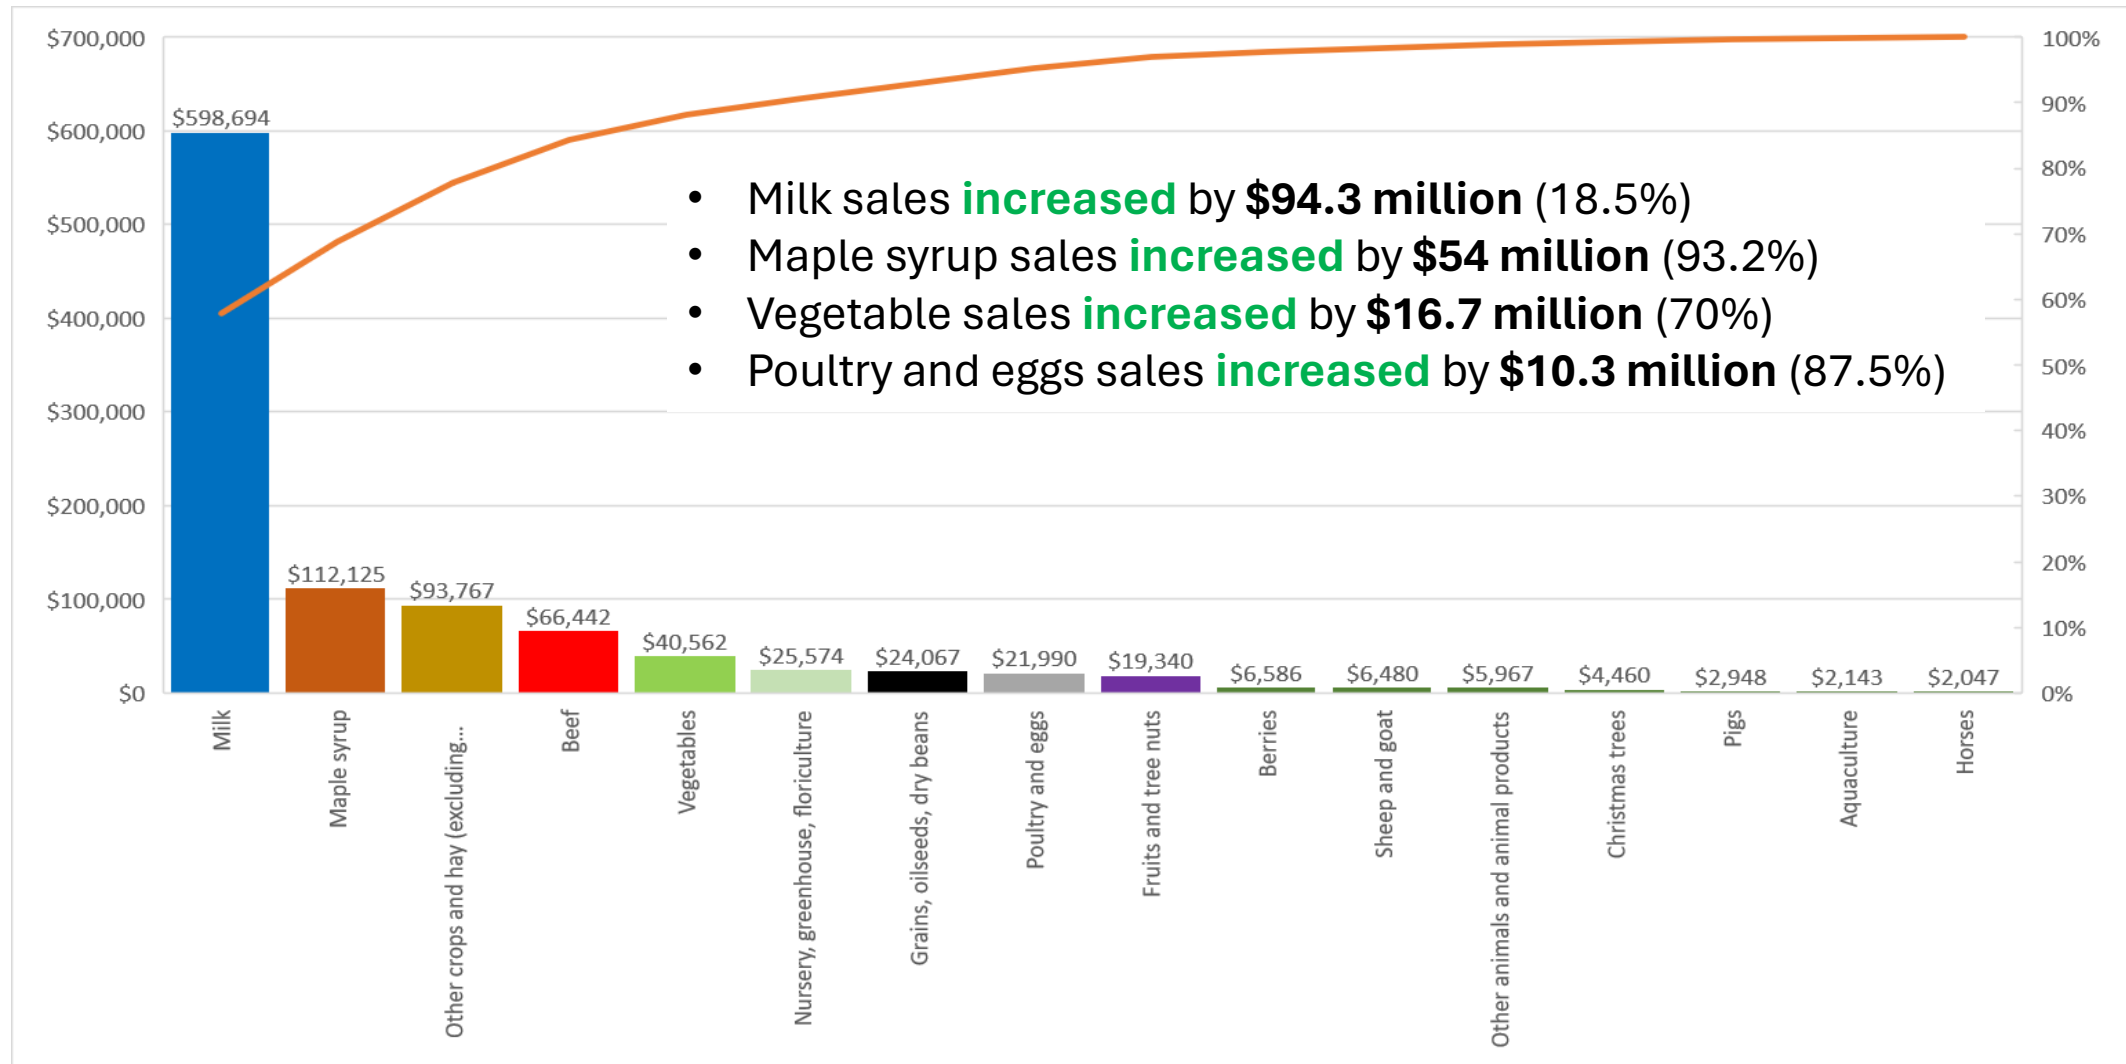 $700,000
$600,000
$500,000
$400,000
$300,000
$200,000
$100,000
$0
100%
90%
80%
70%
60%
50%
40%
30%
20%
10%
0%
• Milk sales increased by $94.3 million (18.5%)
• Maple syrup sales increased by $54 million (93.2%)
• Vegetable sales increased by $16.7 million (70%)
• Poultry and eggs sales increased by $10.3 million (87.5%)
$598,694
$112,125
$93,767
$66,442
$40,562
$25,574
$24,067
$21,990
$19,340
$6,586
$6,480
$5,967
$4,460
$2,948
$2,143
$2,047
Milk
Maple syrup
Other crops and hay (excluding...
Beef
Vegetables
Nursery, greenhouse, floriculture
Grains, oilseeds, dry beans
Poultry and eggs
Fruits and tree nuts
Berries
Sheep and goat
Other animals and animal products
Christmas trees
Pigs
Aquaculture
Horses